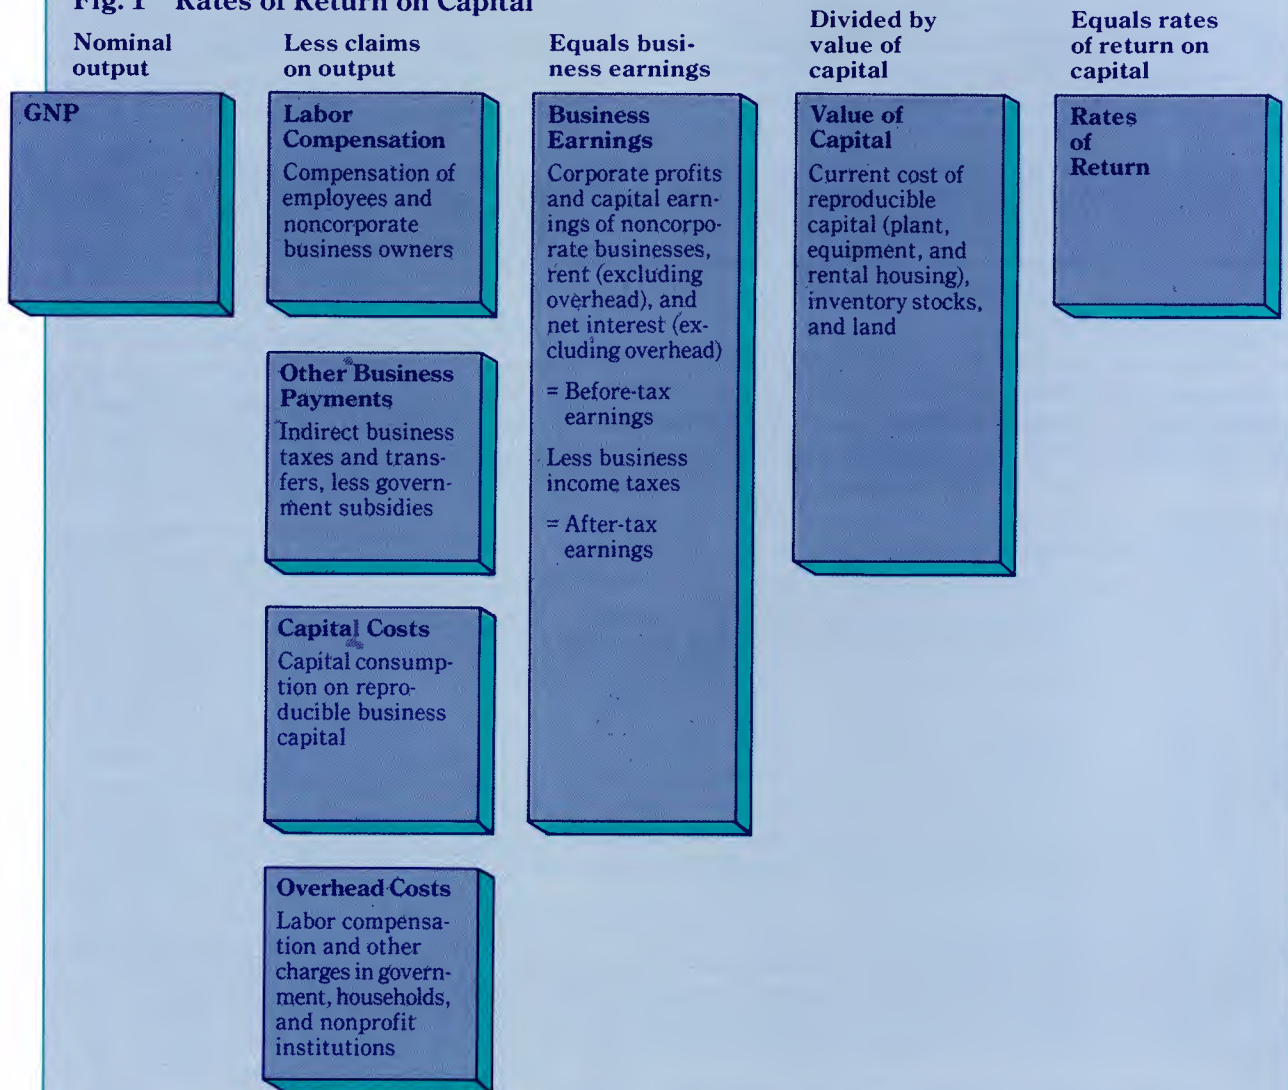 Fig. 1 Rates of Return on Capital
Nominal
output
Less claims
on output
Equals busi-
ness earnings
Divided by
value of
capital
Equals rates
of return on
capital
GNP
Labor
Compensation
Compensation of
employees and
noncorporate
business owners
Other Business
Payments
Indirect business
taxes and trans-
fers, less govern-
ment subsidies
Capital Costs
Capital consump-
tion on repro-
ducible business
capital
Overhead Costs
Labor compensa-
tion and other
charges in govern-
ment, households,
and nonprofit
institutions
Business
Earnings
Corporate profits
and capital earn-
ings of noncorpo-
rate businesses,
rent (excluding
overhead), and
net interest (ex-
cluding overhead)
= Before-tax
earnings
Less business
income taxes
= After-tax
earnings
Value of
Capital
Current cost of
reproducible
capital (plant,
equipment, and
rental housing),
inventory stocks,
and land
Rates
of
Return